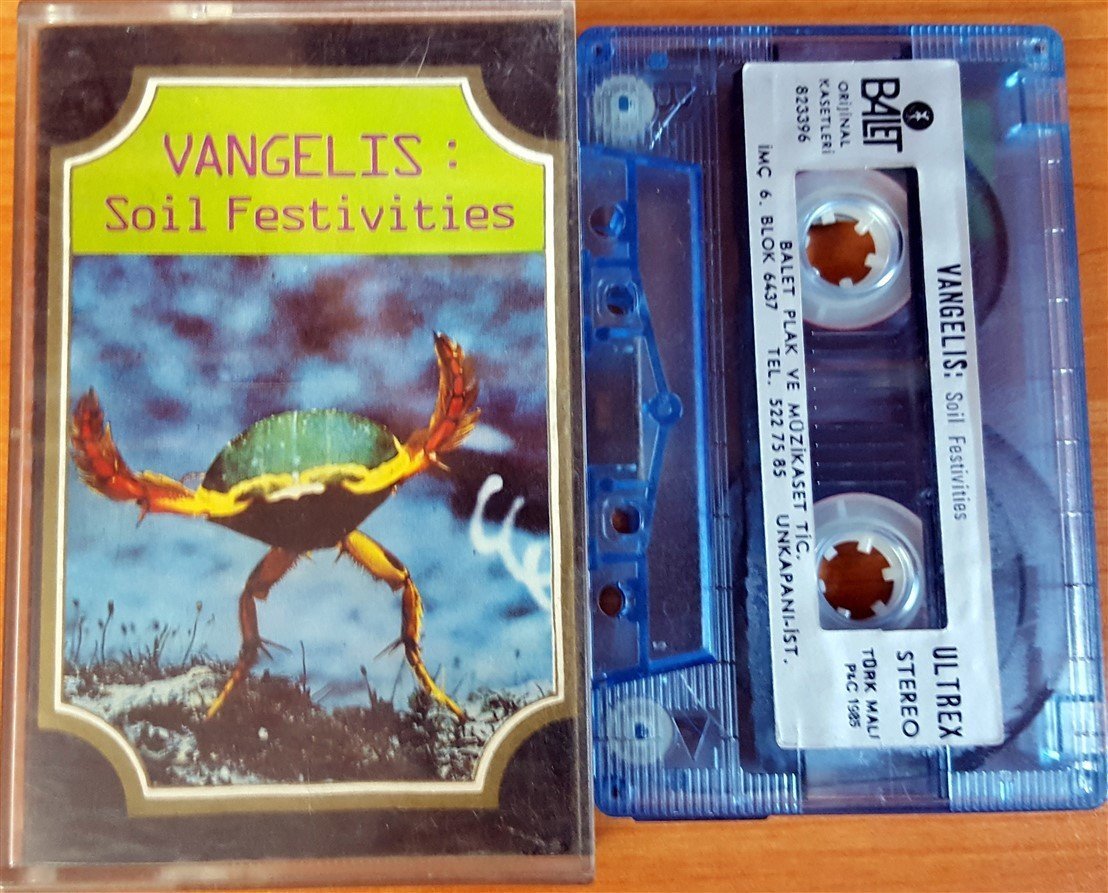 VANGELIS :
Soil Festivities
BALET
ORİJİNAL
KASETLERİ
823396
VANGELIS: Soil Festivities
BALET PLAK VE MÜZİKASET TİC.
İMÇ 6. BLOK 6437 TEL. 522 75 85 UNKAPANI-İST.
ULTREX
STEREO
TÜRK MALI
P&C 1985